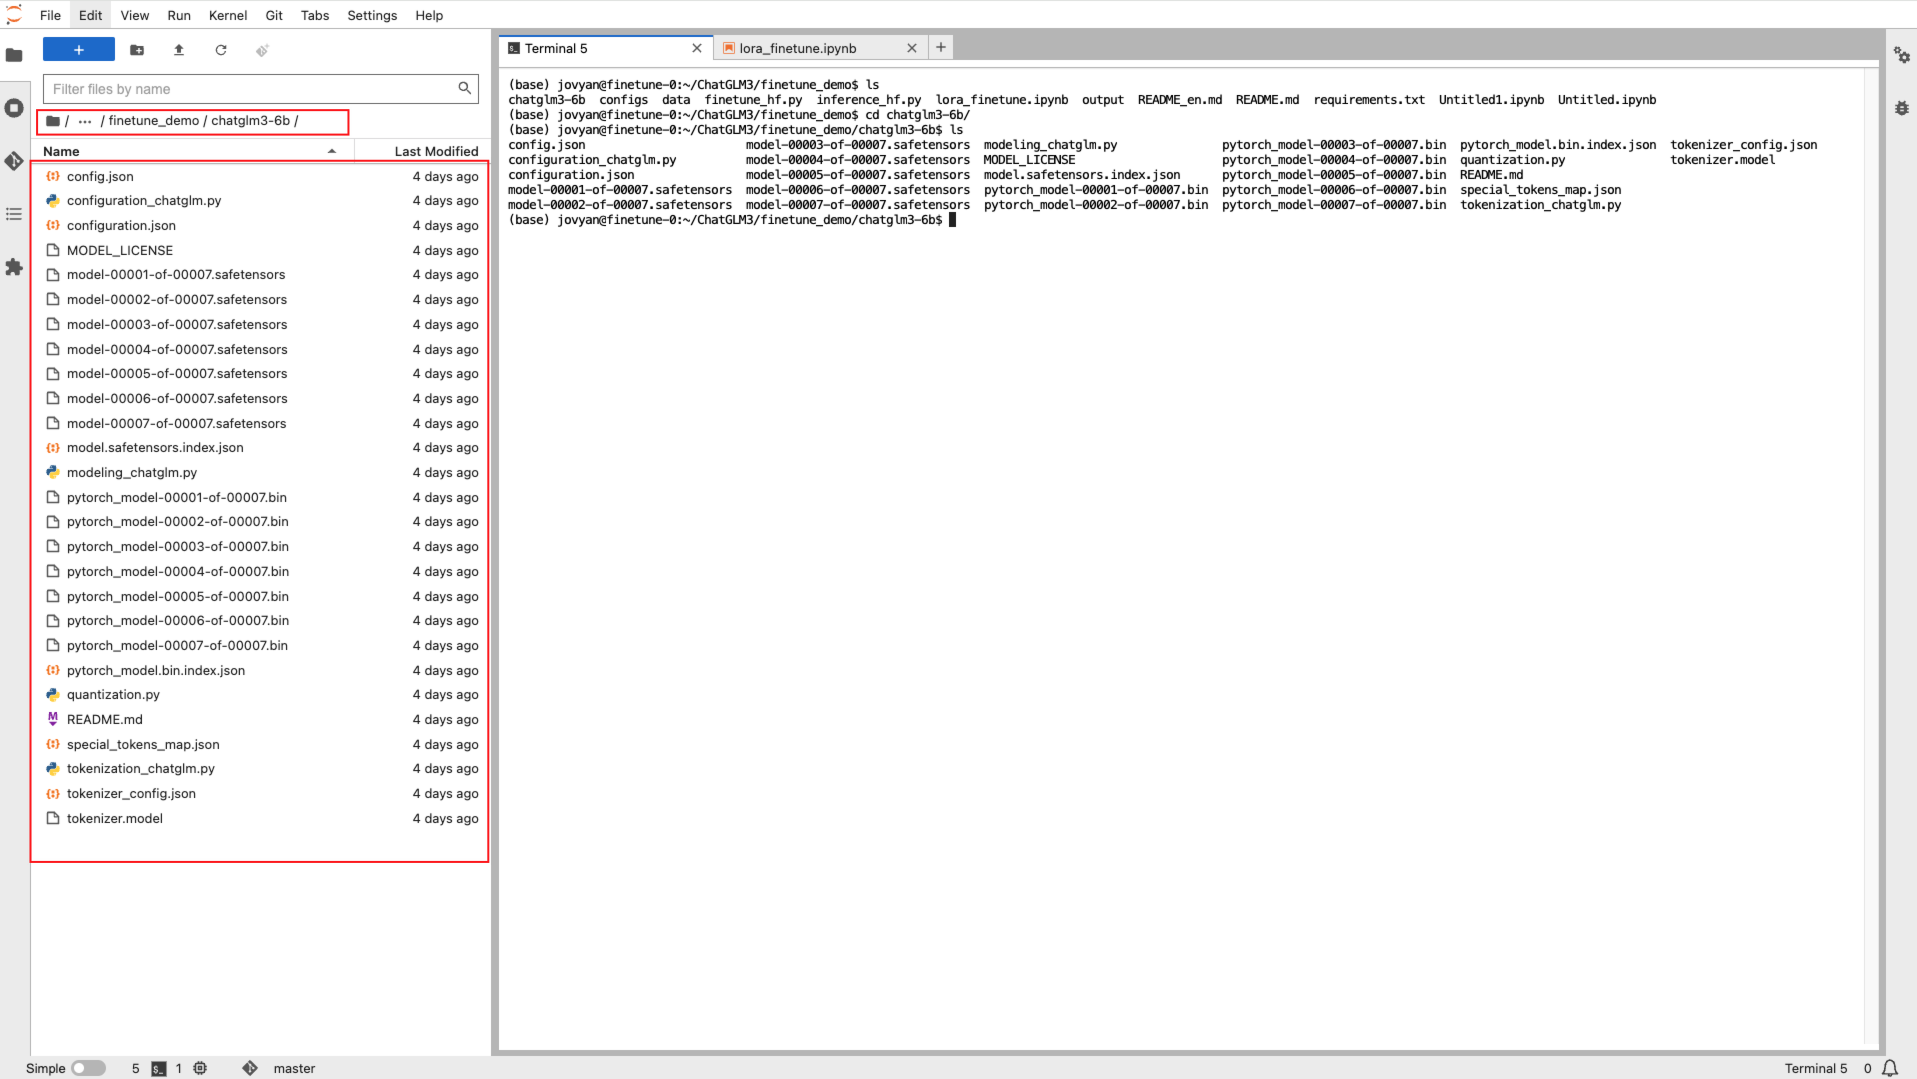 File Edit View Run Kernel Git Tabs Settings Help
+
Filter files by name
/ ... / finetune_demo / chatglm3-6b /
Name Last Modified
config.json 4 days ago
configuration_chatglm.py 4 days ago
configuration.json 4 days ago
MODEL_LICENSE 4 days ago
model-00001-of-00007.safetensors 4 days ago
model-00002-of-00007.safetensors 4 days ago
model-00003-of-00007.safetensors 4 days ago
model-00004-of-00007.safetensors 4 days ago
model-00005-of-00007.safetensors 4 days ago
model-00006-of-00007.safetensors 4 days ago
model-00007-of-00007.safetensors 4 days ago
model.safetensors.index.json 4 days ago
modeling_chatglm.py 4 days ago
pytorch_model-00001-of-00007.bin 4 days ago
pytorch_model-00002-of-00007.bin 4 days ago
pytorch_model-00003-of-00007.bin 4 days ago
pytorch_model-00004-of-00007.bin 4 days ago
pytorch_model-00005-of-00007.bin 4 days ago
pytorch_model-00006-of-00007.bin 4 days ago
pytorch_model-00007-of-00007.bin 4 days ago
pytorch_model.bin.index.json 4 days ago
quantization.py 4 days ago
README.md 4 days ago
special_tokens_map.json 4 days ago
tokenization_chatglm.py 4 days ago
tokenizer_config.json 4 days ago
tokenizer.model 4 days ago
Terminal 5 lora_finetune.ipynb
(base) jovyan@finetune-0:~/ChatGLM3/finetune_demo$ ls
chatglm3-6b configs data finetune_hf.py inference_hf.py lora_finetune.ipynb output README_en.md README.md requirements.txt Untitled1.ipynb Untitled.ipynb
(base) jovyan@finetune-0:~/ChatGLM3/finetune_demo$ cd chatglm3-6b/
(base) jovyan@finetune-0:~/ChatGLM3/finetune_demo/chatglm3-6b$ ls
config.json model-00003-of-00007.safetensors modeling_chatglm.py pytorch_model-00003-of-00007.bin pytorch_model.bin.index.json tokenizer_config.json
configuration_chatglm.py model-00004-of-00007.safetensors MODEL_LICENSE pytorch_model-00004-of-00007.bin quantization.py tokenizer.model
configuration.json model-00005-of-00007.safetensors model.safetensors.index.json pytorch_model-00005-of-00007.bin README.md
model-00001-of-00007.safetensors model-00006-of-00007.safetensors pytorch_model-00001-of-00007.bin pytorch_model-00006-of-00007.bin special_tokens_map.json
model-00002-of-00007.safetensors model-00007-of-00007.safetensors pytorch_model-00002-of-00007.bin pytorch_model-00007-of-00007.bin tokenization_chatglm.py
(base) jovyan@finetune-0:~/ChatGLM3/finetune_demo/chatglm3-6b$
Simple 5 1 master Terminal 5 0